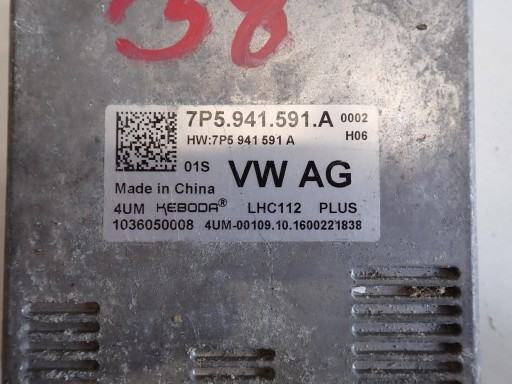 38
7P5.941.591.A 0002
HW:7P5 941 591 A H06
01S VW AG
Made in China
4UM KEBODA® LHC112 PLUS
1036050008 4UM-00109.10.1600221838